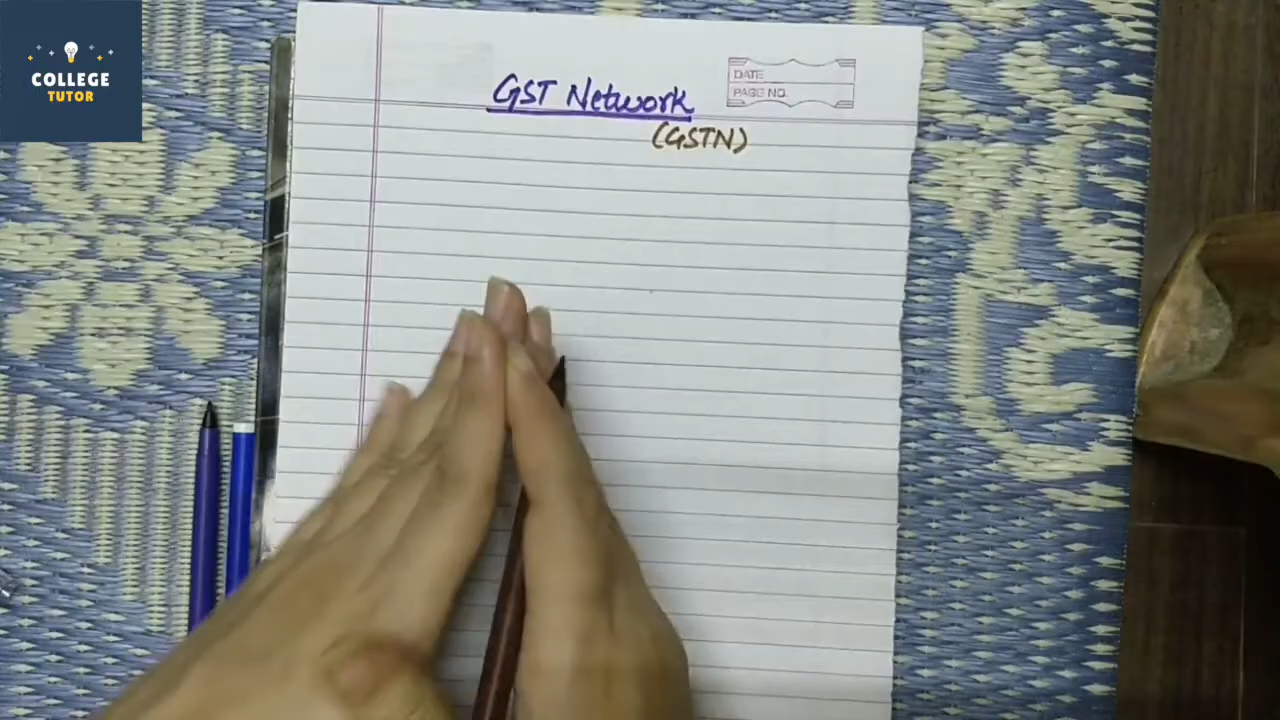 COLLEGE
TUTOR
GST Network
(GSTN)
DATE
PAGE NO.